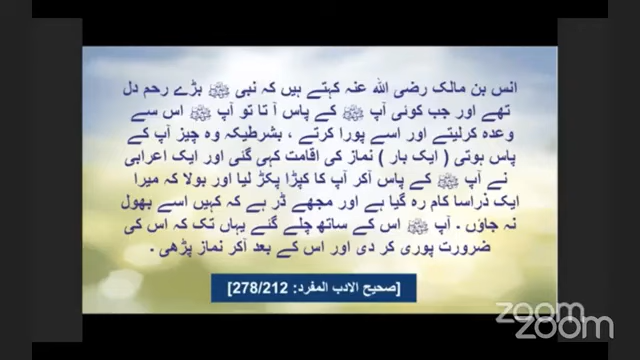 انس بن مالک رضی اللہ عنہ کہتے ہیں کہ نبی ﷺ بڑے رحم دل
تھے اور جب کوئی آپ ﷺ کے پاس آ تا تو آپ ﷺ اس سے
وعدہ کرلیتے اور اسے پورا کرتے ، بشرطیکہ وہ چیز آپ کے
پاس ہوتی ( ایک بار ) نماز کی اقامت کہی گئی اور ایک اعرابی
نے آپ ﷺ کے پاس آکر آپ کا کپڑا پکڑ لیا اور بولا کہ میرا
ایک ذراسا کام رہ گیا ہے اور مجھے ڈر ہے کہ کہیں اسے بھول
نہ جاؤں . آپ ﷺ اس کے ساتھ چلے گئے یہاں تک کہ اس کی
ضرورت پوری کر دی اور اس کے بعد آکر نماز پڑھی .
[صحیح الادب المفرد: 278/212]
zoom
zoom